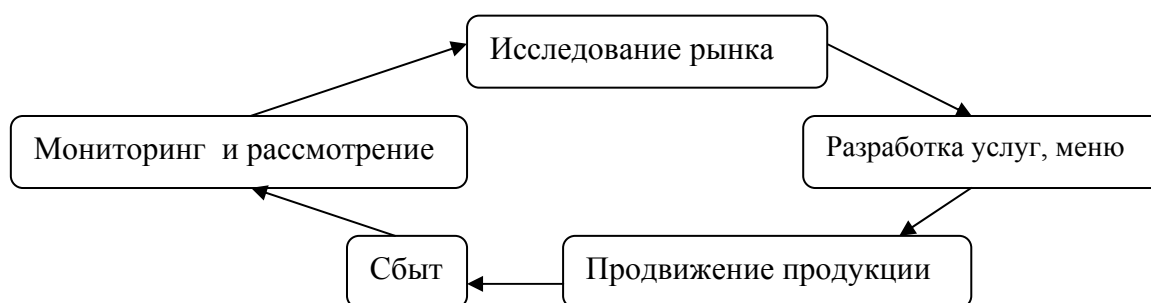 Исследование рынка
Мониторинг и рассмотрение
Разработка услуг, меню
Сбыт
Продвижение продукции